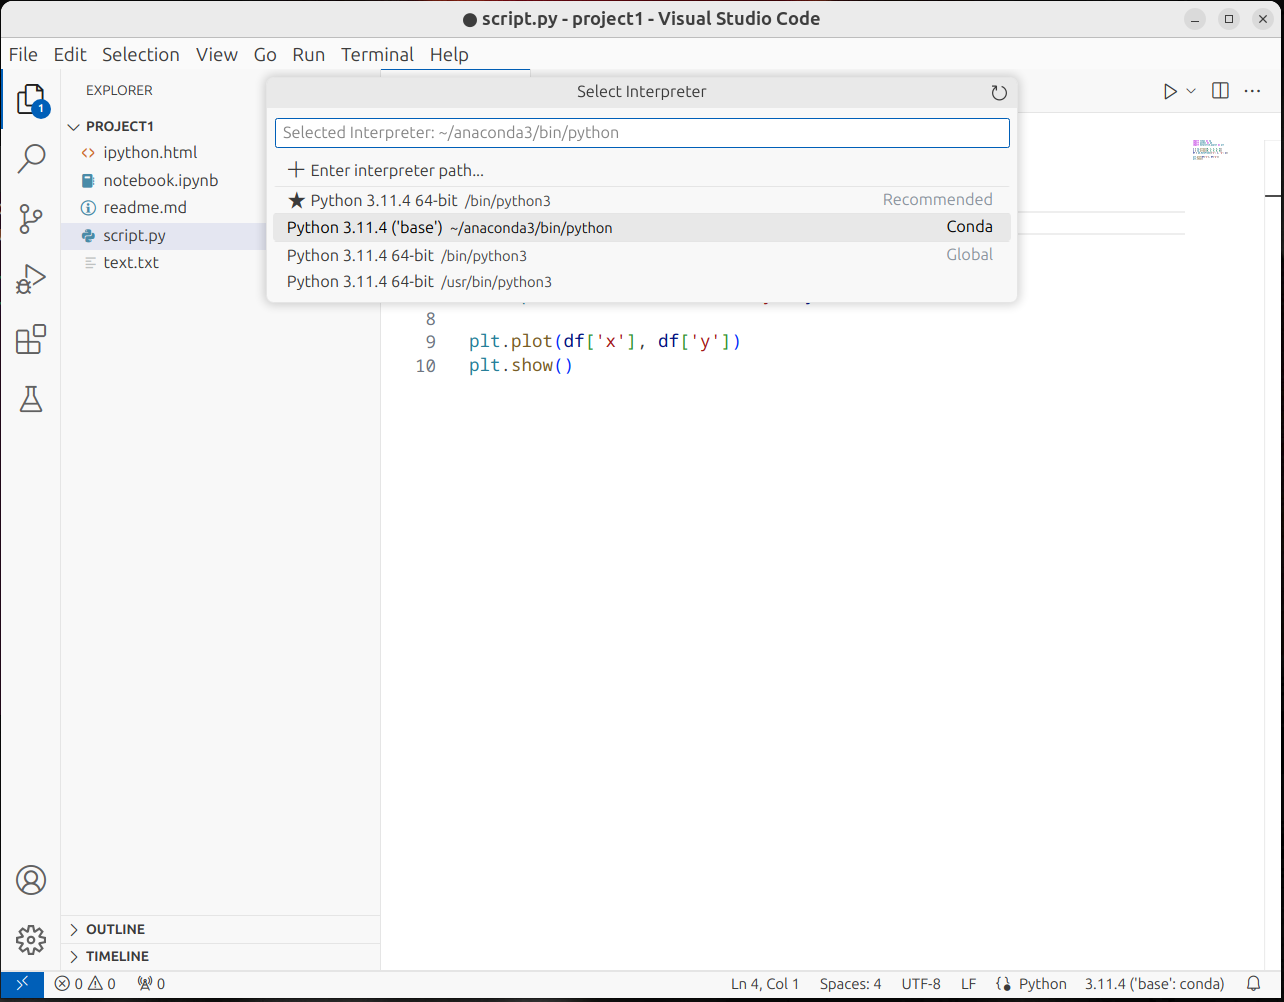 ● script.py - project1 - Visual Studio Code
File Edit Selection View Go Run Terminal Help
1
EXPLORER
PROJECT1
ipython.html
notebook.ipynb
readme.md
script.py
text.txt
Select Interpreter
Selected Interpreter: ~/anaconda3/bin/python
Enter interpreter path...
Python 3.11.4 64-bit /bin/python3 Recommended
Python 3.11.4 ('base') ~/anaconda3/bin/python Conda
Python 3.11.4 64-bit /bin/python3 Global
Python 3.11.4 64-bit /usr/bin/python3
8
9 plt.plot(df['x'], df['y'])
10 plt.show()
OUTLINE
TIMELINE
0 0 0 Ln 4, Col 1 Spaces: 4 UTF-8 LF Python 3.11.4 ('base': conda)